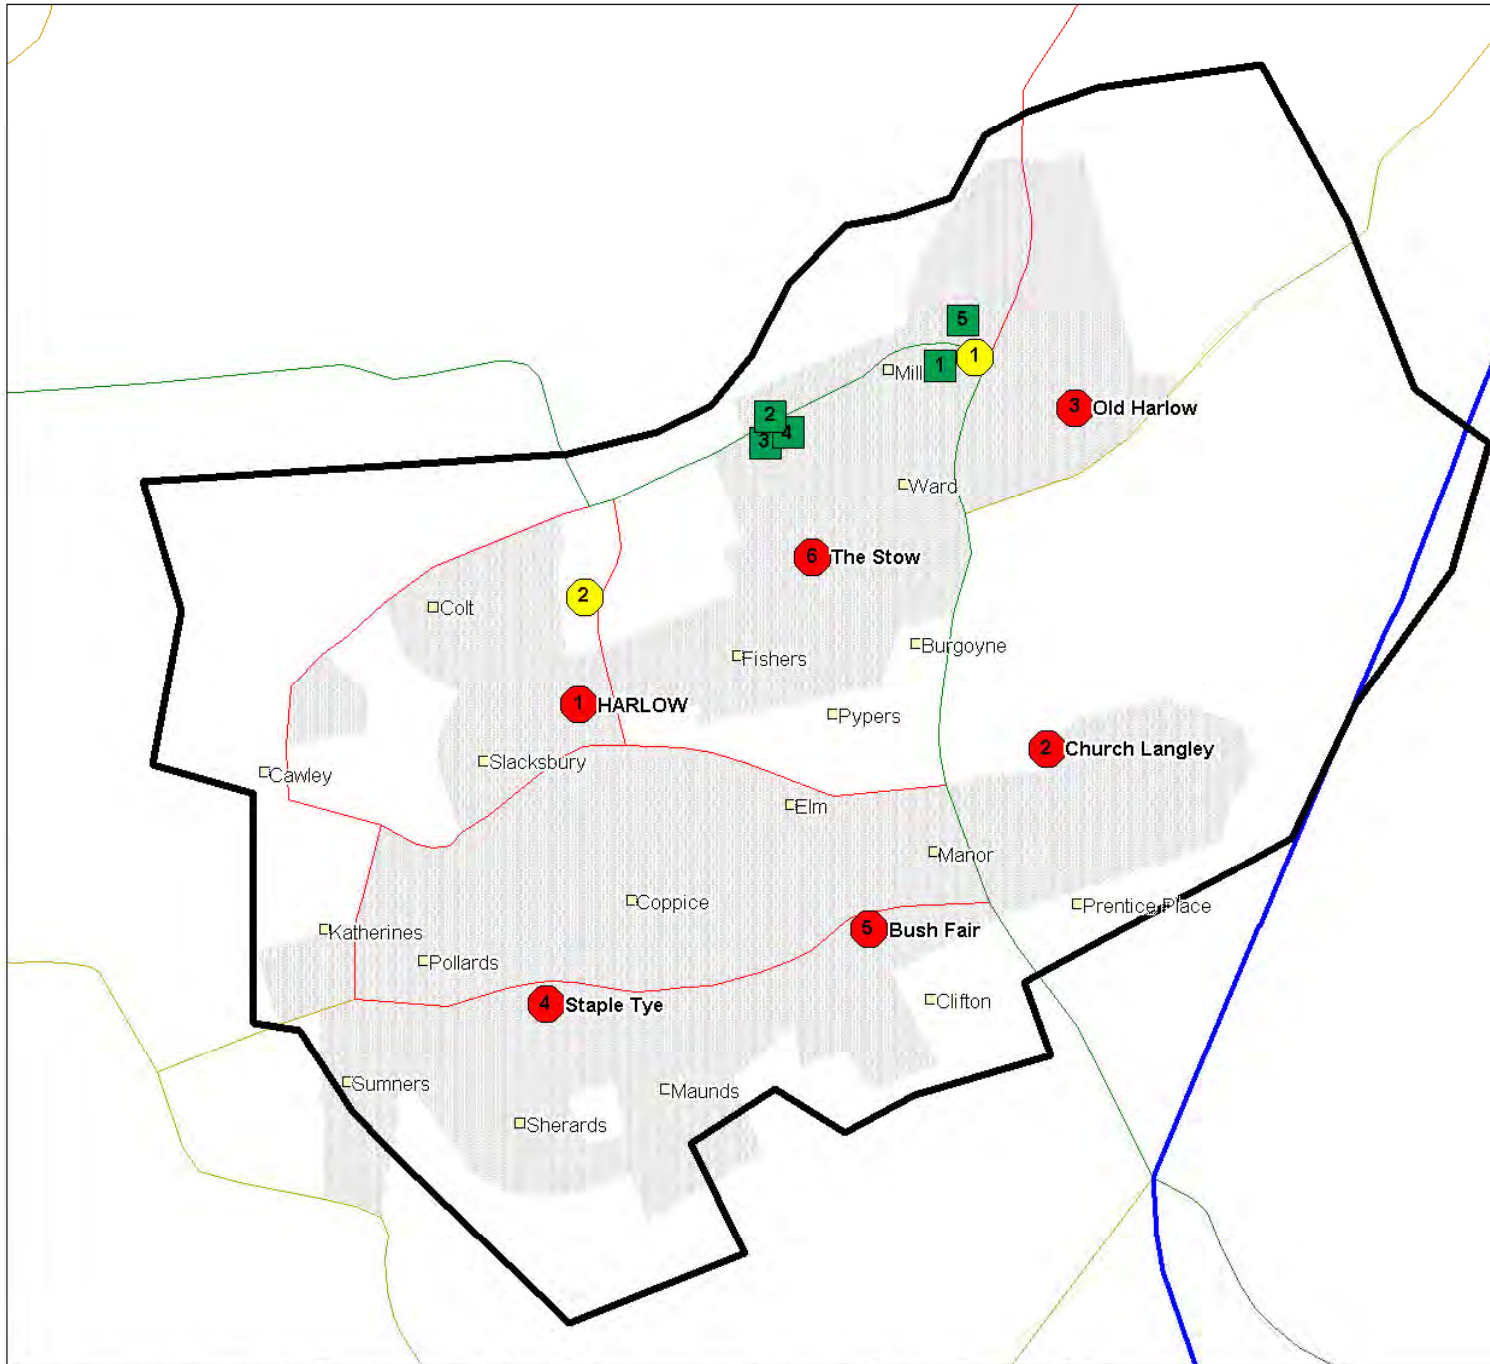 5
1
1
Mill
3 Old Harlow
2
3
4
Ward
6 The Stow
2
Colt
Burgoyne
Fishers
1 HARLOW
Pypers
2 Church Langley
Slacksbury
Cawley
Elm
Manor
Coppice
Prentice Place
5 Bush Fair
Katherines
Pollards
4 Staple Tye
Clifton
Sumners
Maunds
Sherards